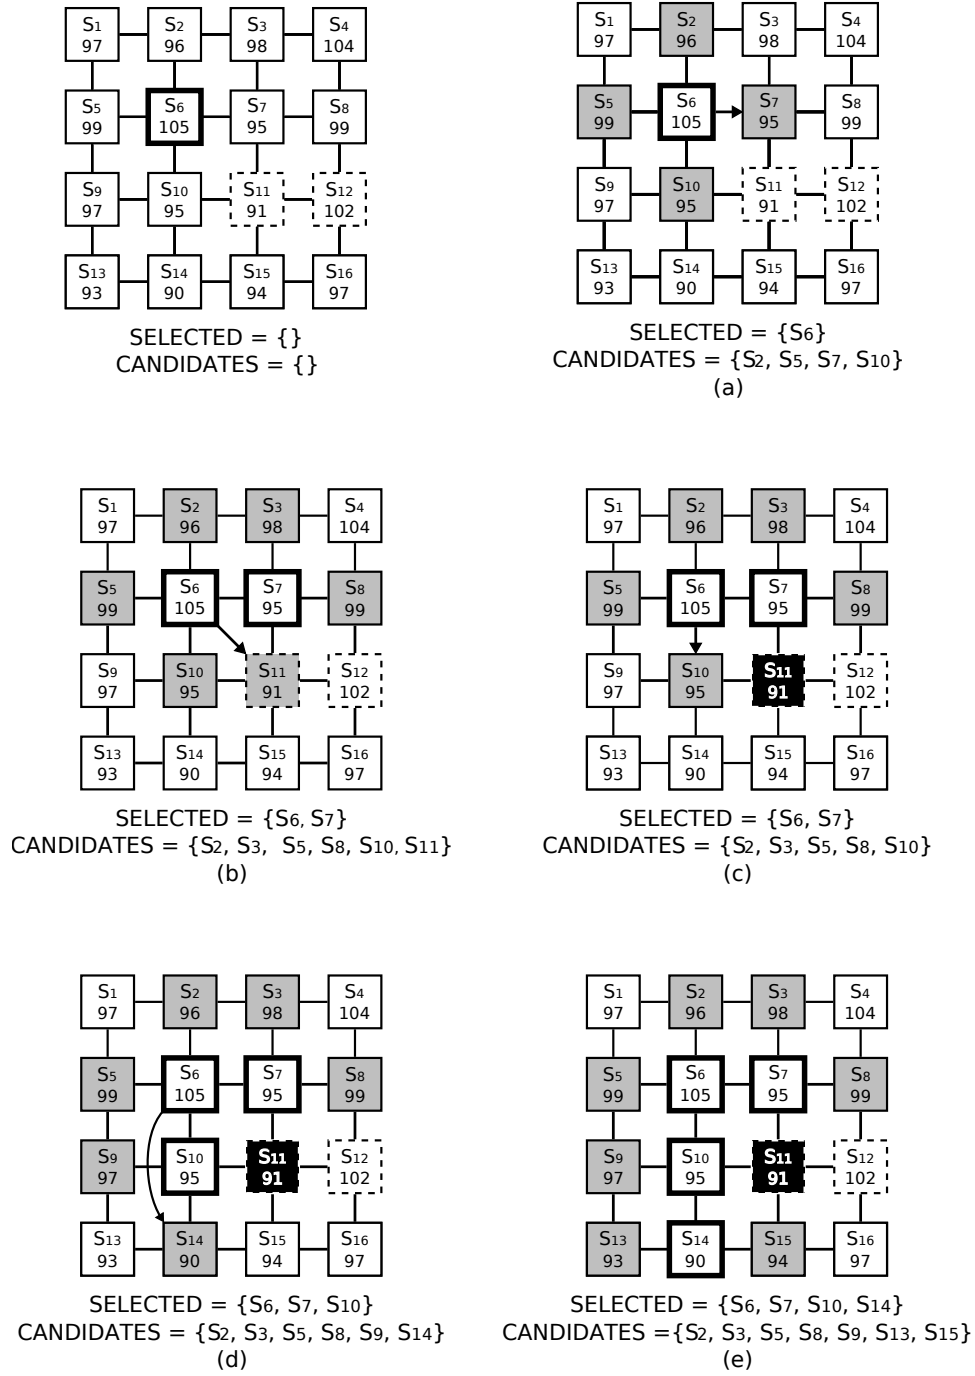 S1 S2 S3 S4
97 96 98 104
S5 S6 S7 S8
99 105 95 99
S9 S10 S11 S12
97 95 91 102
S13 S14 S15 S16
93 90 94 97
SELECTED = {}
CANDIDATES = {}
S1 S2 S3 S4
97 96 98 104
S5 S6 S7 S8
99 105 95 99
S9 S10 S11 S12
97 95 91 102
S13 S14 S15 S16
93 90 94 97
SELECTED = {S6}
CANDIDATES = {S2, S5, S7, S10}
(a)
S1 S2 S3 S4
97 96 98 104
S5 S6 S7 S8
99 105 95 99
S9 S10 S11 S12
97 95 91 102
S13 S14 S15 S16
93 90 94 97
SELECTED = {S6, S7}
CANDIDATES = {S2, S3, S5, S8, S10, S11}
(b)
S1 S2 S3 S4
97 96 98 104
S5 S6 S7 S8
99 105 95 99
S9 S10 S11 S12
97 95 91 102
S13 S14 S15 S16
93 90 94 97
SELECTED = {S6, S7}
CANDIDATES = {S2, S3, S5, S8, S10}
(c)
S1 S2 S3 S4
97 96 98 104
S5 S6 S7 S8
99 105 95 99
S9 S10 S11 S12
97 95 91 102
S13 S14 S15 S16
93 90 94 97
SELECTED = {S6, S7, S10}
CANDIDATES = {S2, S3, S5, S8, S9, S14}
(d)
S1 S2 S3 S4
97 96 98 104
S5 S6 S7 S8
99 105 95 99
S9 S10 S11 S12
97 95 91 102
S13 S14 S15 S16
93 90 94 97
SELECTED = {S6, S7, S10, S14}
CANDIDATES ={S2, S3, S5, S8, S9, S13, S15}
(e)